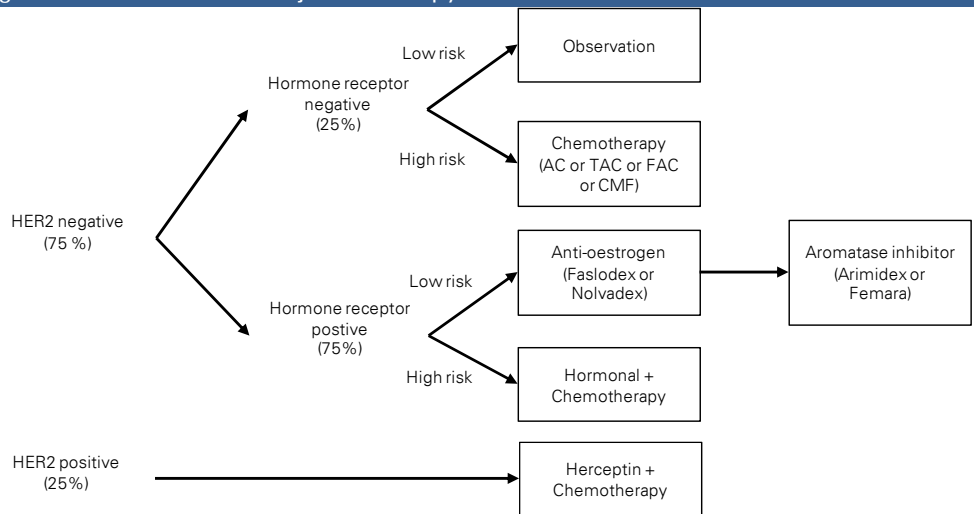 Low risk
Observation
Hormone receptor
negative
(25%)
High risk
Chemotherapy
(AC or TAC or FAC
or CMF)
HER2 negative
(75 %)
Low risk
Anti-oestrogen
(Faslodex or
Nolvadex)
Aromatase inhibitor
(Arimidex or
Femara)
Hormone receptor
postive
(75%)
High risk
Hormonal +
Chemotherapy
HER2 positive
(25%)
Herceptin +
Chemotherapy